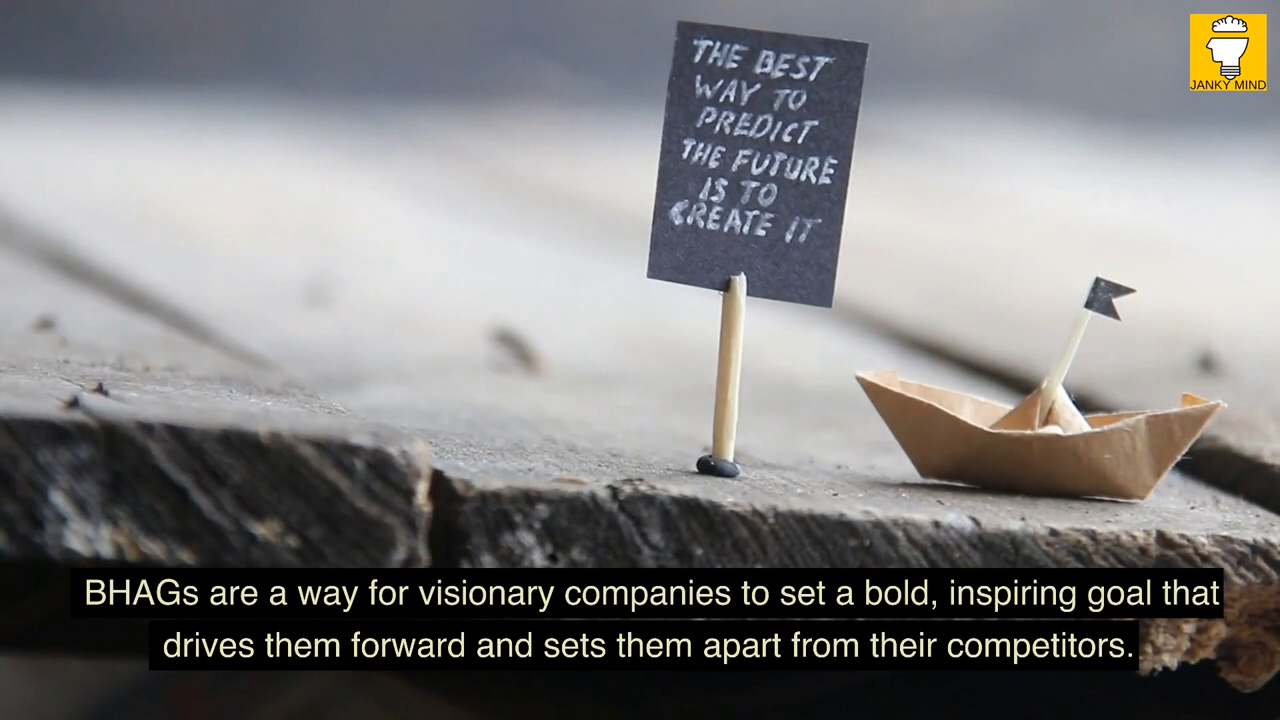 JANKY MIND
THE BEST
WAY TO
PREDICT
THE FUTURE
IS TO
CREATE IT
BHAGs are a way for visionary companies to set a bold, inspiring goal that
drives them forward and sets them apart from their competitors.